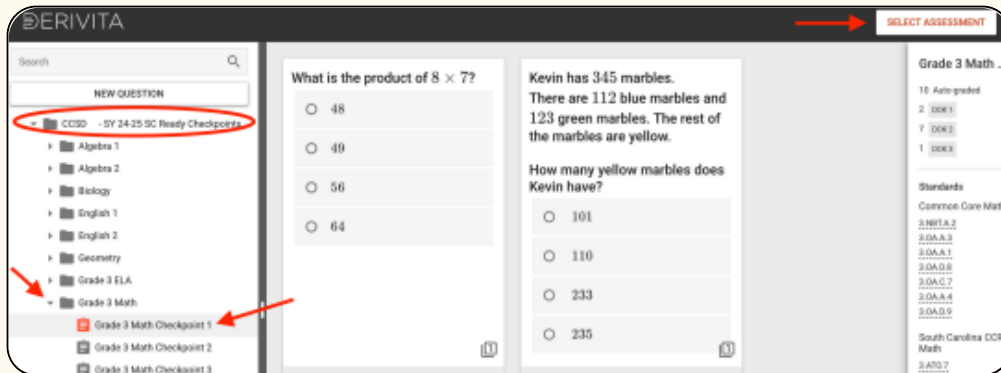 DERIVITA
SELECT ASSESSMENT
Search
NEW QUESTION
CCSD - SY 24-25 SC Ready Checkpoints
Algebra 1
Algebra 2
Biology
English 1
English 2
Geometry
Grade 3 ELA
Grade 3 Math
Grade 3 Math Checkpoint 1
Grade 3 Math Checkpoint 2
Grade 3 Math Checkpoint 3
What is the product of 8 × 7?
48
49
56
64
Kevin has 345 marbles.
There are 112 blue marbles and
123 green marbles. The rest of
the marbles are yellow.
How many yellow marbles does
Kevin have?
101
110
233
235
Grade 3 Math ..
10 Auto-graded
2 DOK 1
7 DOK 2
1 DOK 3
Standards
Common Core Mat
3.NBT.A.2
3.OA.A.3
3.OA.A.1
3.OA.D.8
3.OA.C.7
3.OA.A.4
3.OA.D.9
South Carolina CCR
Math
3.ATO.7